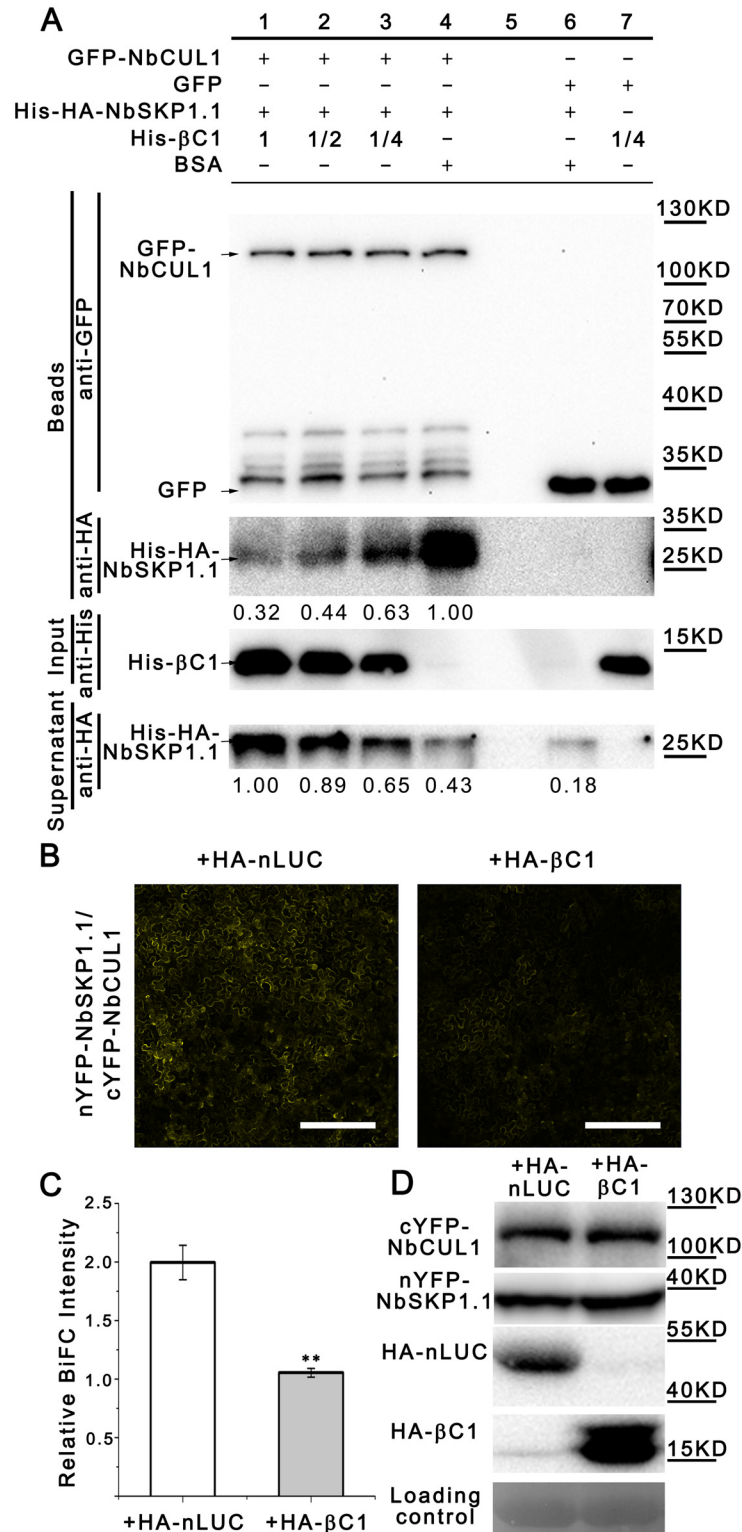 A
1 2 3 4 5 6 7
GFP-NbCUL1 + + + + – –
GFP – – – – + +
His-HA-NbSKP1.1 + + + + + –
His-βC1 1 1/2 1/4 – – 1/4
BSA – – – + + –
Beads
anti-GFP
GFP-
NbCUL1
GFP
130KD
100KD
70KD
55KD
40KD
35KD
anti-HA
His-HA-
NbSKP1.1
35KD
25KD
0.32 0.44 0.63 1.00
Input
anti-His
His-βC1
15KD
Supernatant
anti-HA
His-HA-
NbSKP1.1
25KD
1.00 0.89 0.65 0.43 0.18
B
+HA-nLUC +HA-βC1
nYFP-NbSKP1.1/
cYFP-NbCUL1
C
Relative BiFC Intensity
2.5
2.0
1.5
1.0
0.5
**
+HA-nLUC +HA-βC1
D
+HA-
nLUC
+HA-
βC1
cYFP-
NbCUL1
130KD
100KD
nYFP-
NbSKP1.1
40KD
HA-nLUC
55KD
40KD
HA-βC1
15KD
Loading
control